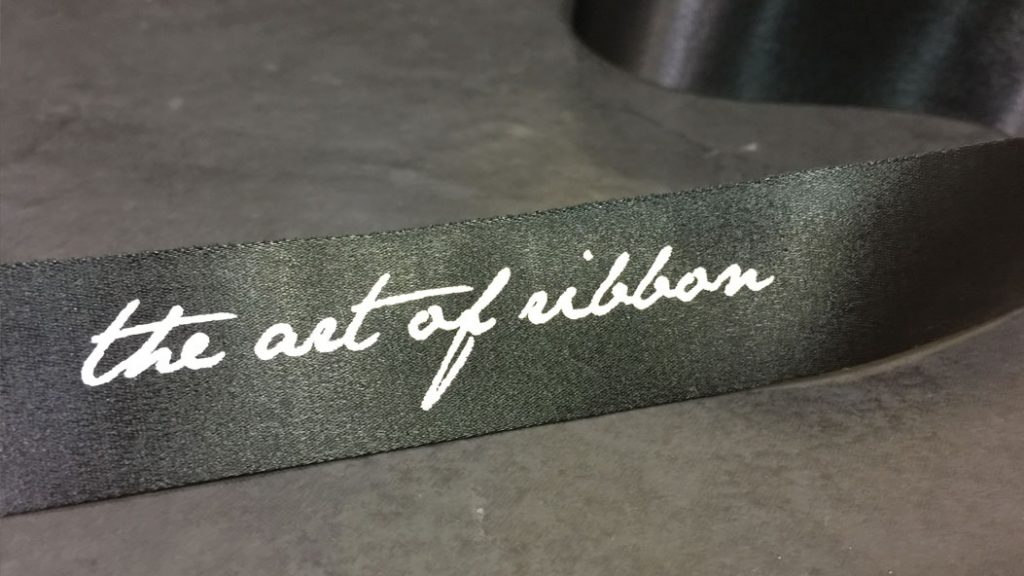 the art of ribbon